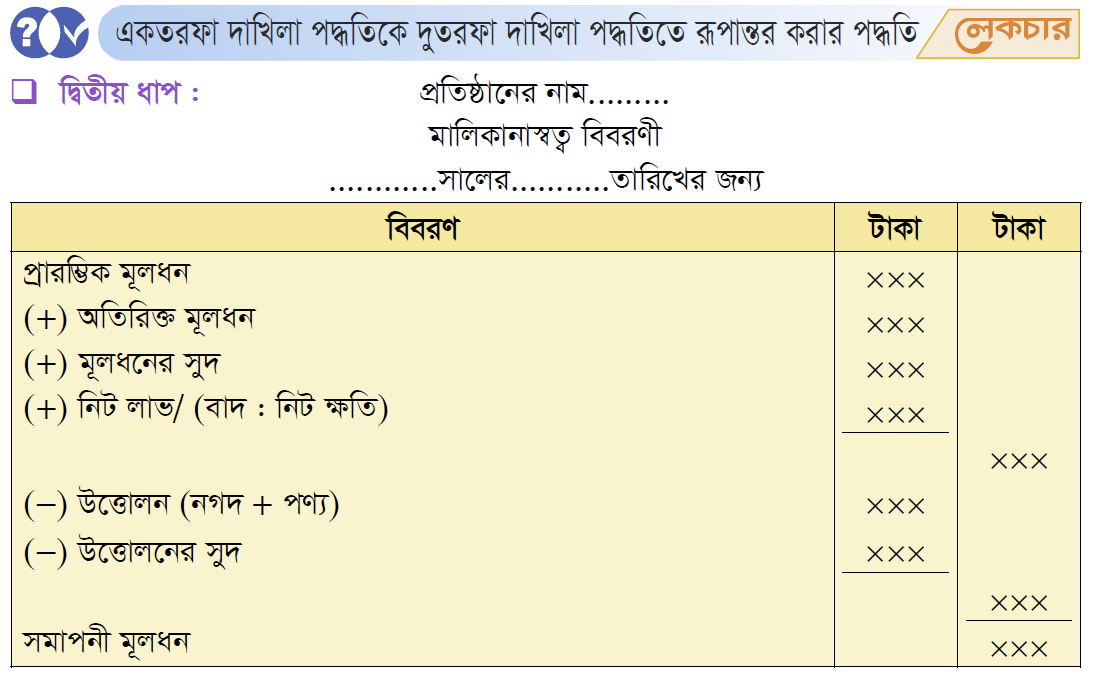 একতরফা দাখিলা পদ্ধতিকে দুতরফা দাখিলা পদ্ধতিতে রূপান্তর করার পদ্ধতি লেকচার
❑ দ্বিতীয় ধাপ : প্রতিষ্ঠানের নাম.........
মালিকানাস্বত্ব বিবরণী
............সালের...........তারিখের জন্য
বিবরণ টাকা টাকা
প্রারম্ভিক মূলধন ×××
(+) অতিরিক্ত মূলধন ×××
(+) মূলধনের সুদ ×××
(+) নিট লাভ/ (বাদ : নিট ক্ষতি) ×××
×××
(−) উত্তোলন (নগদ + পণ্য) ×××
(−) উত্তোলনের সুদ ×××
×××
সমাপনী মূলধন ×××